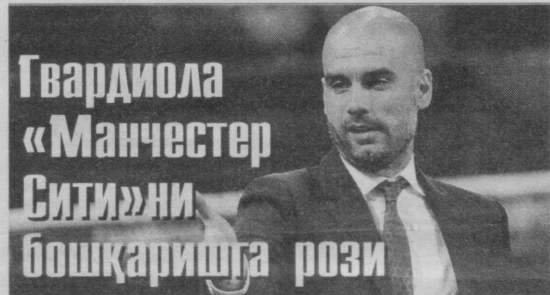 Гвардиола
«Манчестер
Сити»ни
бошқаришга рози